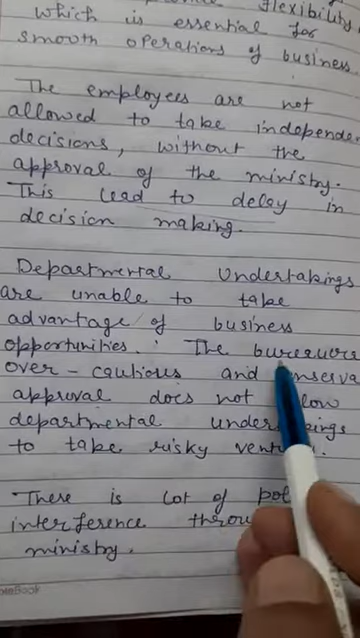 flexibility,
which is essential for
smooth operations of business.
The employees are not
allowed to take independe
decisions, without the
approval of the ministry.
This lead to delay in
decision making.
Departmental Undertakings
are unable to take
advantage of business
opportunities. The bureaucra
over-cautious and
approval does not
departmental
to take risky
There is lot of
interference
ministry.
teBook